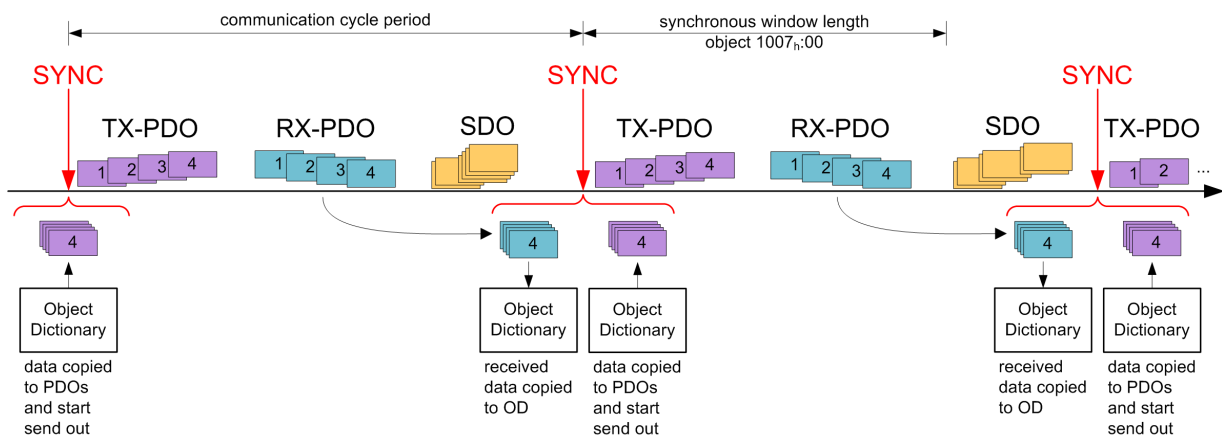 communication cycle period
synchronous window length
object 1007h:00
SYNC
SYNC
SYNC
TX-PDO
RX-PDO
SDO
TX-PDO
RX-PDO
SDO
TX-PDO
1 2 3 4
1 2 3 4
1 2 3 4
1 2 3 4
1 2 ...
4
4
4
4
4
Object
Dictionary
Object
Dictionary
Object
Dictionary
Object
Dictionary
Object
Dictionary
data copied
to PDOs
and start
send out
received
data copied
to OD
data copied
to PDOs
and start
send out
received
data copied
to OD
data copied
to PDOs
and start
send out